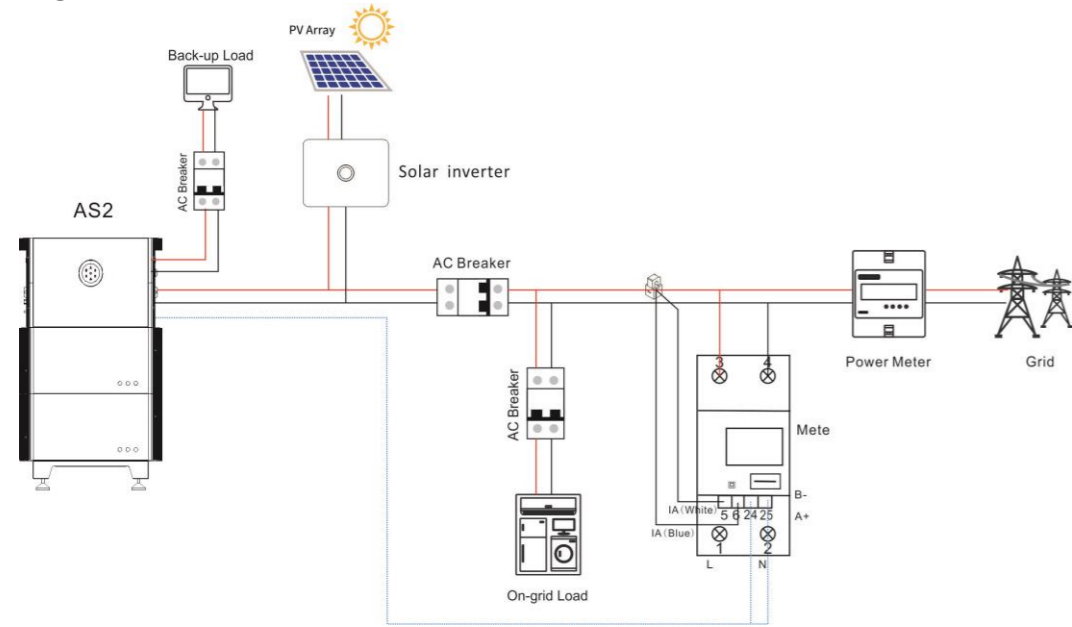 PV Array
Back-up Load
AC Breaker
Solar inverter
AS2
AC Breaker
Power Meter
Grid
3 4
AC Breaker
Mete
B-
IA(White) 5 6 24 25 A+
IA(Blue) 1 2
L N
On-grid Load